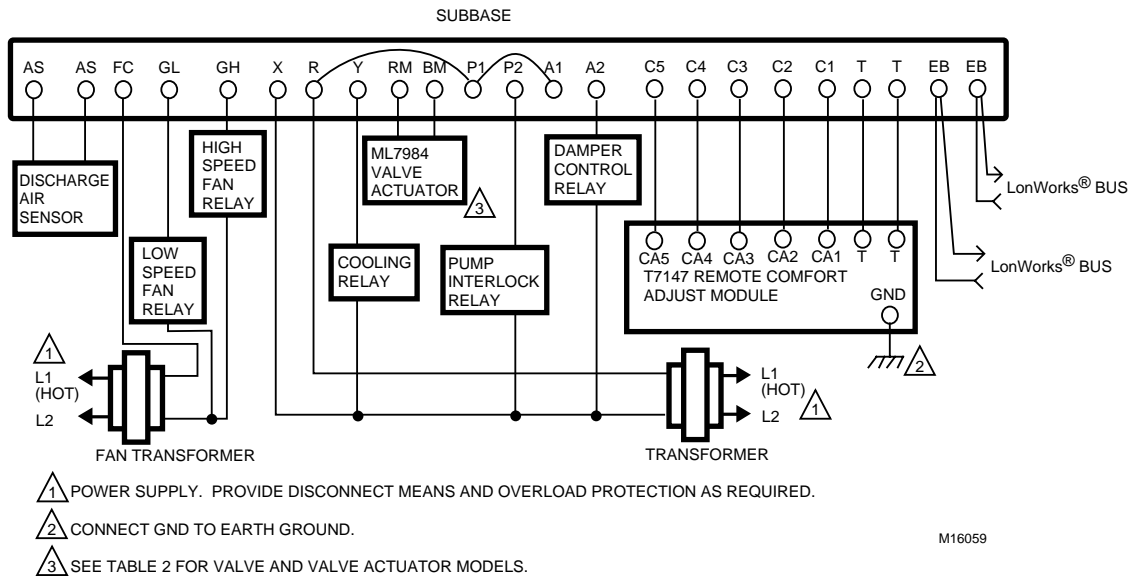 SUBBASE
AS AS FC GL GH X R Y RM BM P1 P2 A1 A2 C5 C4 C3 C2 C1 T T EB EB
DISCHARGE
AIR
SENSOR
HIGH
SPEED
FAN
RELAY
ML7984
VALVE
ACTUATOR
3
DAMPER
CONTROL
RELAY
LonWorks® BUS
LOW
SPEED
FAN
RELAY
COOLING
RELAY
PUMP
INTERLOCK
RELAY
CA5 CA4 CA3 CA2 CA1 T T
T7147 REMOTE COMFORT
ADJUST MODULE
GND
LonWorks® BUS
2
1
L1
(HOT)
L2
FAN TRANSFORMER
L1
(HOT)
L2
1
TRANSFORMER
1 POWER SUPPLY. PROVIDE DISCONNECT MEANS AND OVERLOAD PROTECTION AS REQUIRED.
2 CONNECT GND TO EARTH GROUND.
3 SEE TABLE 2 FOR VALVE AND VALVE ACTUATOR MODELS.
M16059